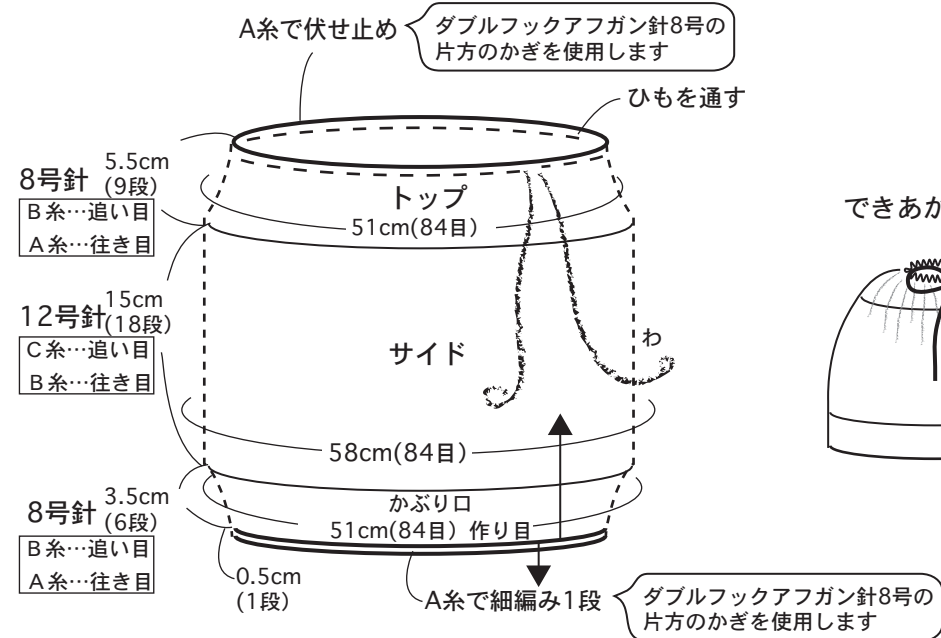 A糸で伏せ止め
ダブルフックアフガン針8号の
片方のかぎを使用します
ひもを通す
8号針
5.5cm
(9段)
B糸…追い目
A糸…往き目
トップ
51cm(84目)
できあが
12号針
15cm
(18段)
C糸…追い目
B糸…往き目
サイド
わ
58cm(84目)
8号針
3.5cm
(6段)
B糸…追い目
A糸…往き目
かぶり口
51cm(84目) 作り目
0.5cm
(1段)
A糸で細編み1段
ダブルフックアフガン針8号の
片方のかぎを使用します